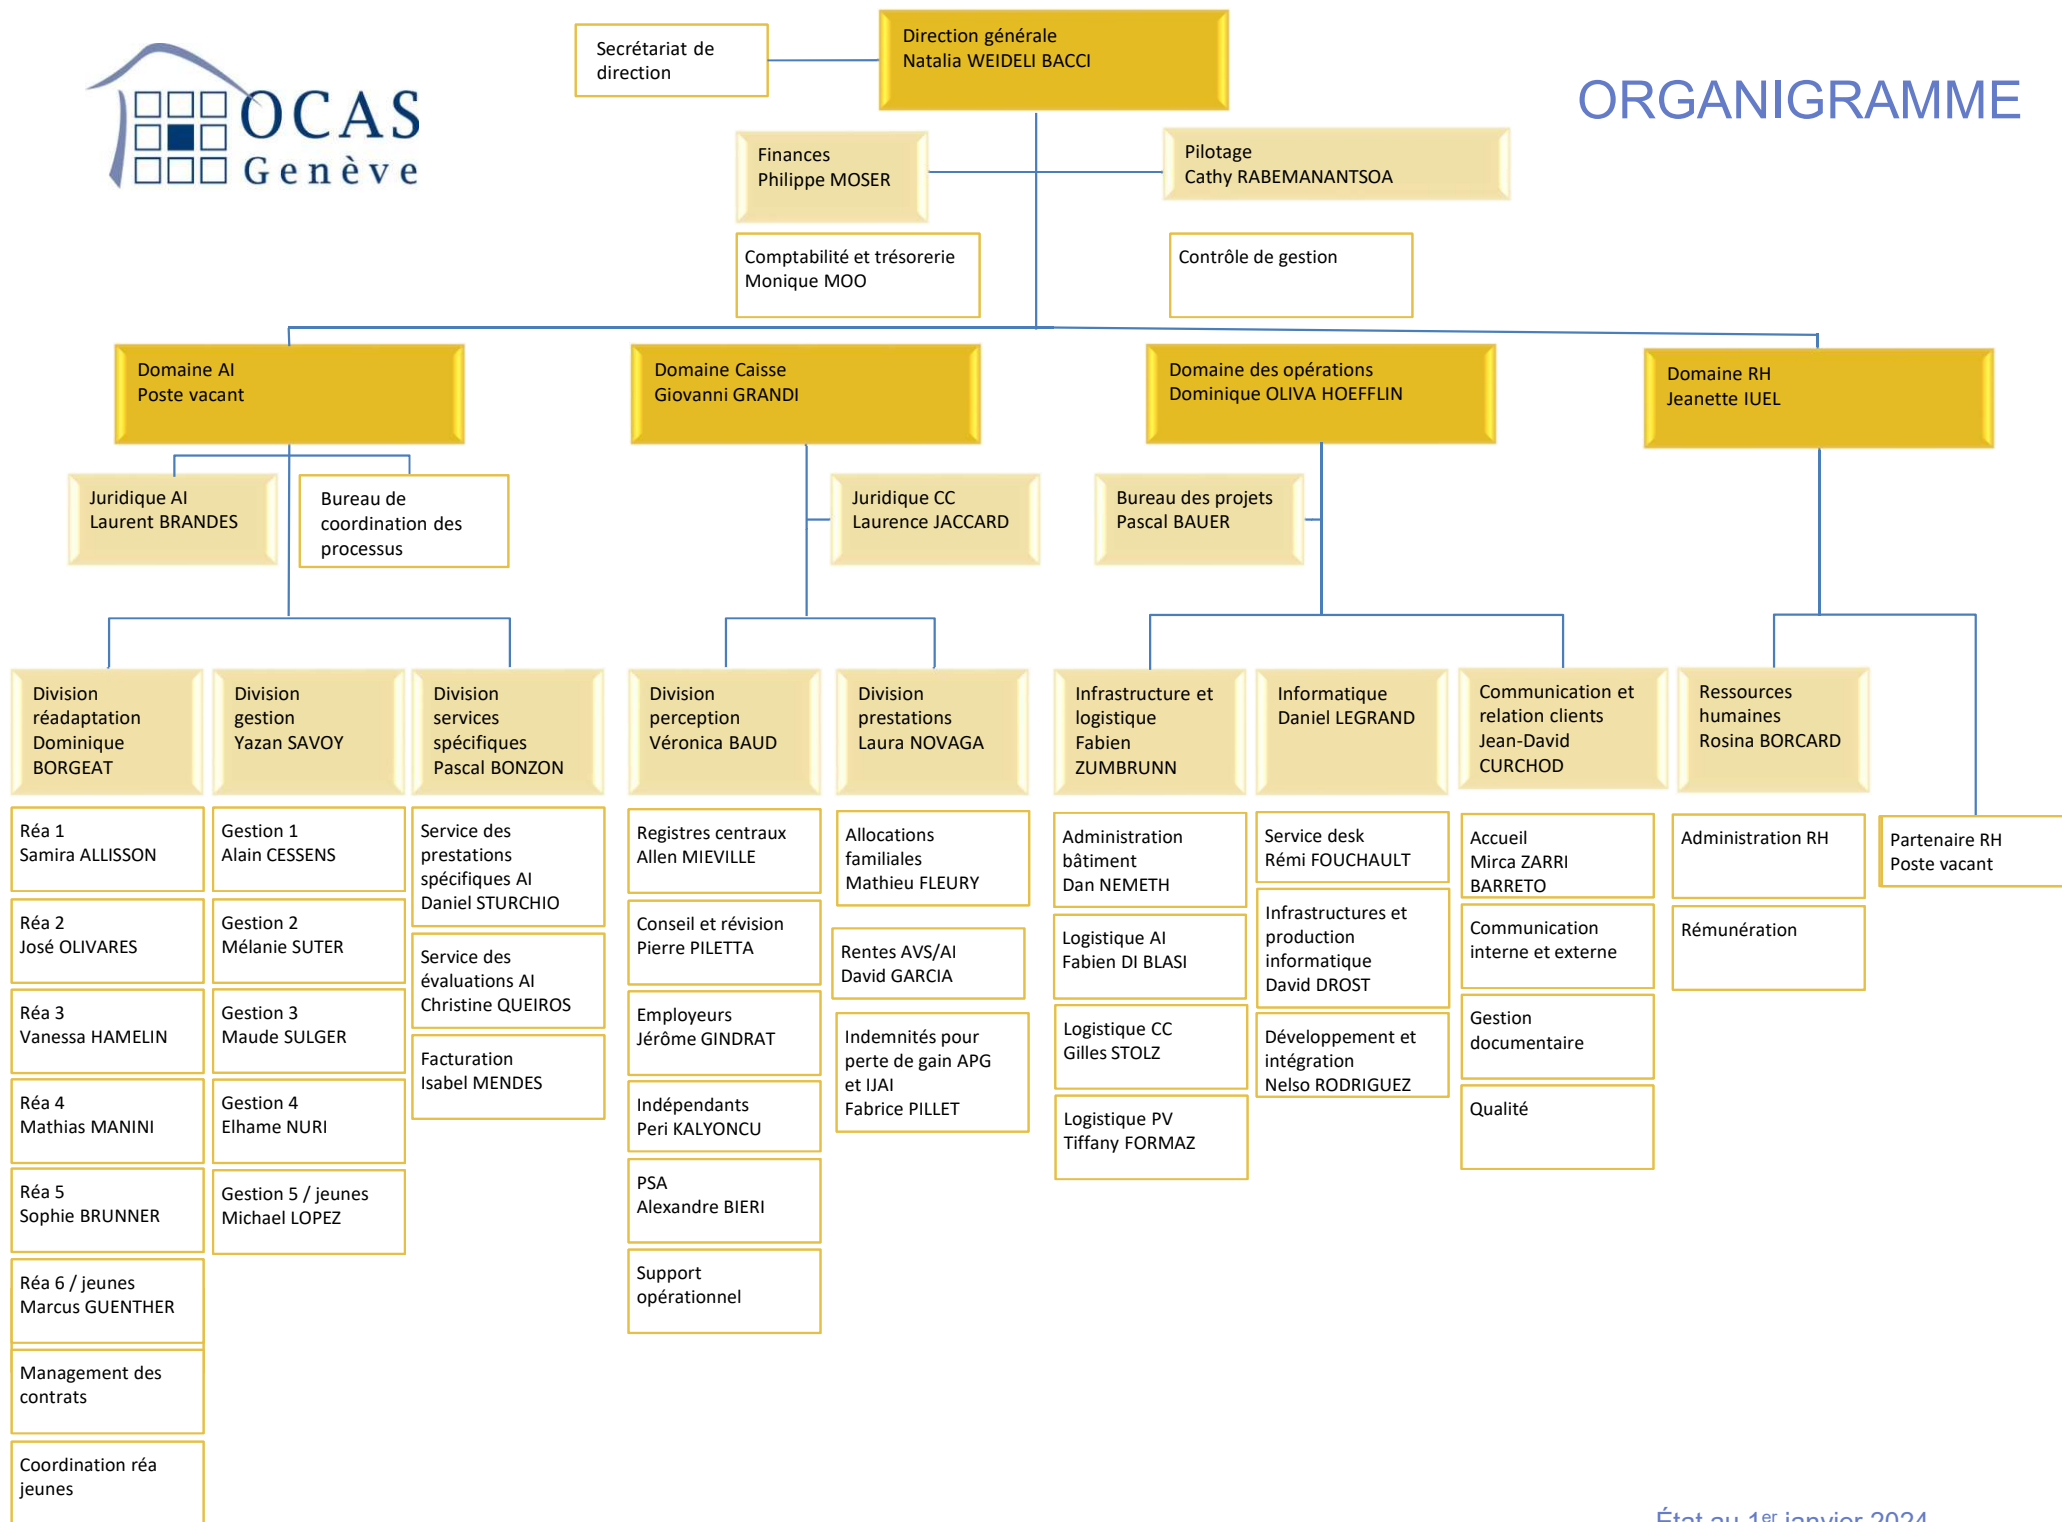 OCAS
Genève
Secrétariat de
direction
Direction générale
Natalia WEIDELI BACCI
ORGANIGRAMME
Finances
Philippe MOSER
Pilotage
Cathy RABEMANANTSOA
Comptabilité et trésorerie
Monique MOO
Contrôle de gestion
Domaine AI
Poste vacant
Domaine Caisse
Giovanni GRANDI
Domaine des opérations
Dominique OLIVA HOEFFLIN
Domaine RH
Jeanette IUEL
Juridique AI
Laurent BRANDES
Bureau de
coordination des
processus
Juridique CC
Laurence JACCARD
Bureau des projets
Pascal BAUER
Division
réadaptation
Dominique
BORGEAT
Division
gestion
Yazan SAVOY
Division
services
spécifiques
Pascal BONZON
Division
perception
Véronica BAUD
Division
prestations
Laura NOVAGA
Infrastructure et
logistique
Fabien
ZUMBRUNN
Informatique
Daniel LEGRAND
Communication et
relation clients
Jean-David
CURCHOD
Ressources
humaines
Rosina BORCARD
Réa 1
Samira ALLISSON
Réa 2
José OLIVARES
Réa 3
Vanessa HAMELIN
Réa 4
Mathias MANINI
Réa 5
Sophie BRUNNER
Réa 6 / jeunes
Marcus GUENTHER
Management des
contrats
Coordination réa
jeunes
Gestion 1
Alain CESSENS
Gestion 2
Mélanie SUTER
Gestion 3
Maude SULGER
Gestion 4
Elhame NURI
Gestion 5 / jeunes
Michael LOPEZ
Service des
prestations
spécifiques AI
Daniel STURCHIO
Service des
évaluations AI
Christine QUEIROS
Facturation
Isabel MENDES
Registres centraux
Allen MIEVILLE
Conseil et révision
Pierre PILETTA
Employeurs
Jérôme GINDRAT
Indépendants
Peri KALYONCU
PSA
Alexandre BIERI
Support
opérationnel
Allocations
familiales
Mathieu FLEURY
Rentes AVS/AI
David GARCIA
Indemnités pour
perte de gain APG
et IJAI
Fabrice PILLET
Administration
bâtiment
Dan NEMETH
Logistique AI
Fabien DI BLASI
Logistique CC
Gilles STOLZ
Logistique PV
Tiffany FORMAZ
Service desk
Rémi FOUCHAULT
Infrastructures et
production
informatique
David DROST
Développement et
intégration
Nelso RODRIGUEZ
Accueil
Mirca ZARRI
BARRETO
Communication
interne et externe
Gestion
documentaire
Qualité
Administration RH
Rémunération
Partenaire RH
Poste vacant
État au 1er janvier 2024